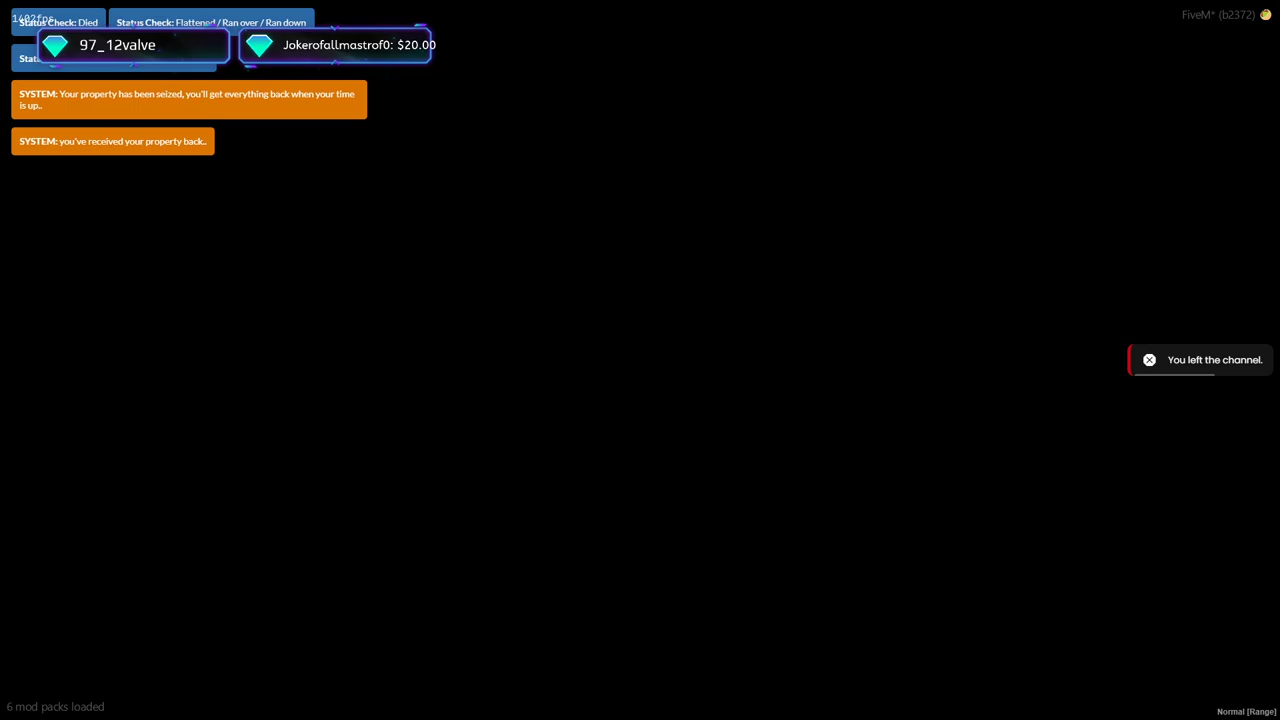 1402fps
Status Check: Died
Status Check: Flattened / Ran over / Ran down
FiveM* (b2372)
97_12valve
Jokerofallmastrof0: $20.00
SYSTEM: Your property has been seized, you'll get everything back when your time
is up..
SYSTEM: you've received your property back..
You left the channel.
6 mod packs loaded
Normal [Range]